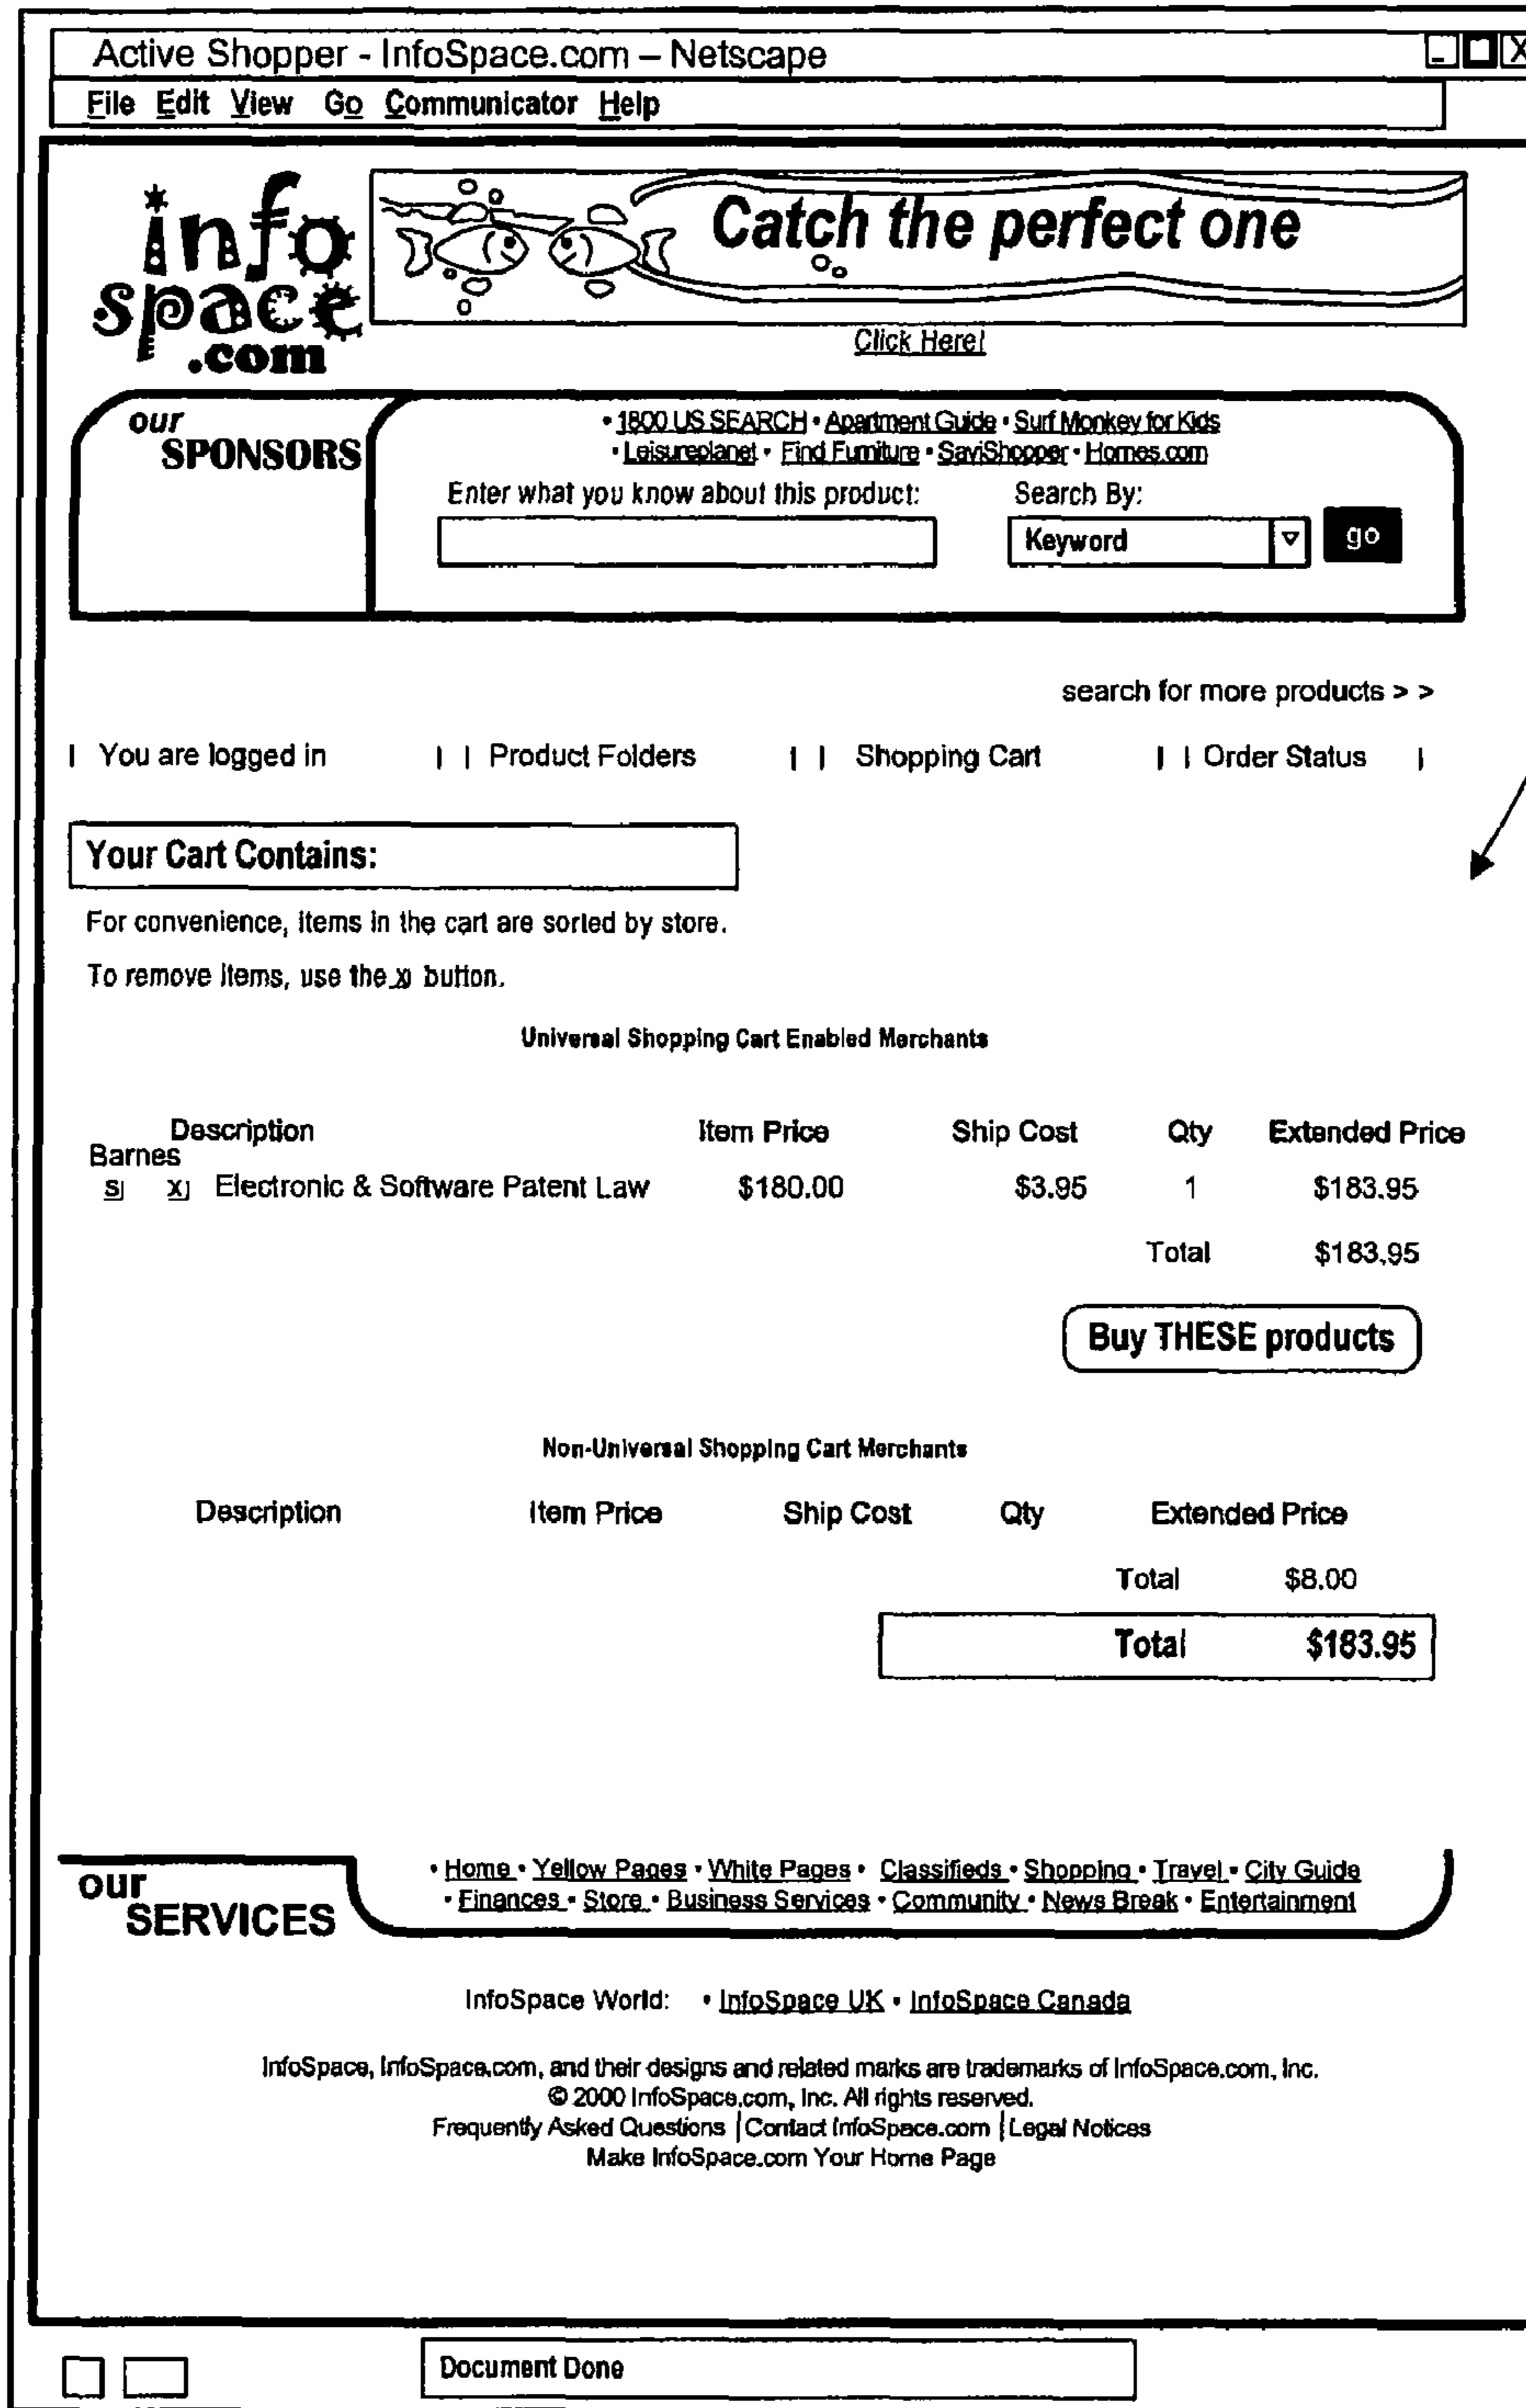 Active Shopper - InfoSpace.com – Netscape
File Edit View Go Communicator Help
info
space
.com
Catch the perfect one
Click Here!
our
SPONSORS
• 1800 US SEARCH • Apartment Guide • Surf Monkey for Kids
• Leisureplanet • Find Furniture • SaviShopper • Homes.com
Enter what you know about this product: Search By:
Keyword go
search for more products > >
| You are logged in | | Product Folders | | Shopping Cart | | Order Status |
Your Cart Contains:
For convenience, items in the cart are sorted by store.
To remove items, use the x button.
Universal Shopping Cart Enabled Merchants
Description Item Price Ship Cost Qty Extended Price
Barnes
S X Electronic & Software Patent Law $180.00 $3.95 1 $183.95
Total $183.95
Buy THESE products
Non-Universal Shopping Cart Merchants
Description Item Price Ship Cost Qty Extended Price
Total $8.00
Total $183.95
our
SERVICES
• Home • Yellow Pages • White Pages • Classifieds • Shopping • Travel • City Guide
• Finances • Store • Business Services • Community • News Break • Entertainment
InfoSpace World: • InfoSpace UK • InfoSpace Canada
InfoSpace, InfoSpace.com, and their designs and related marks are trademarks of InfoSpace.com, Inc.
© 2000 InfoSpace.com, Inc. All rights reserved.
Frequently Asked Questions | Contact InfoSpace.com | Legal Notices
Make InfoSpace.com Your Home Page
Document Done